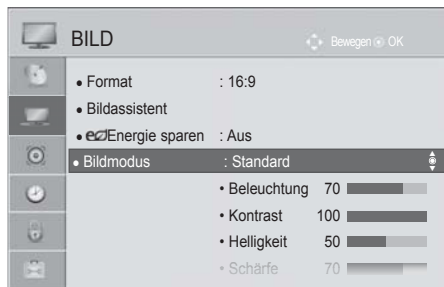 BILD
Bewegen OK
• Format : 16:9
• Bildassistent
• eco Energie sparen : Aus
• Bildmodus : Standard
• Beleuchtung 70
• Kontrast 100
• Helligkeit 50
• Schärfe 70